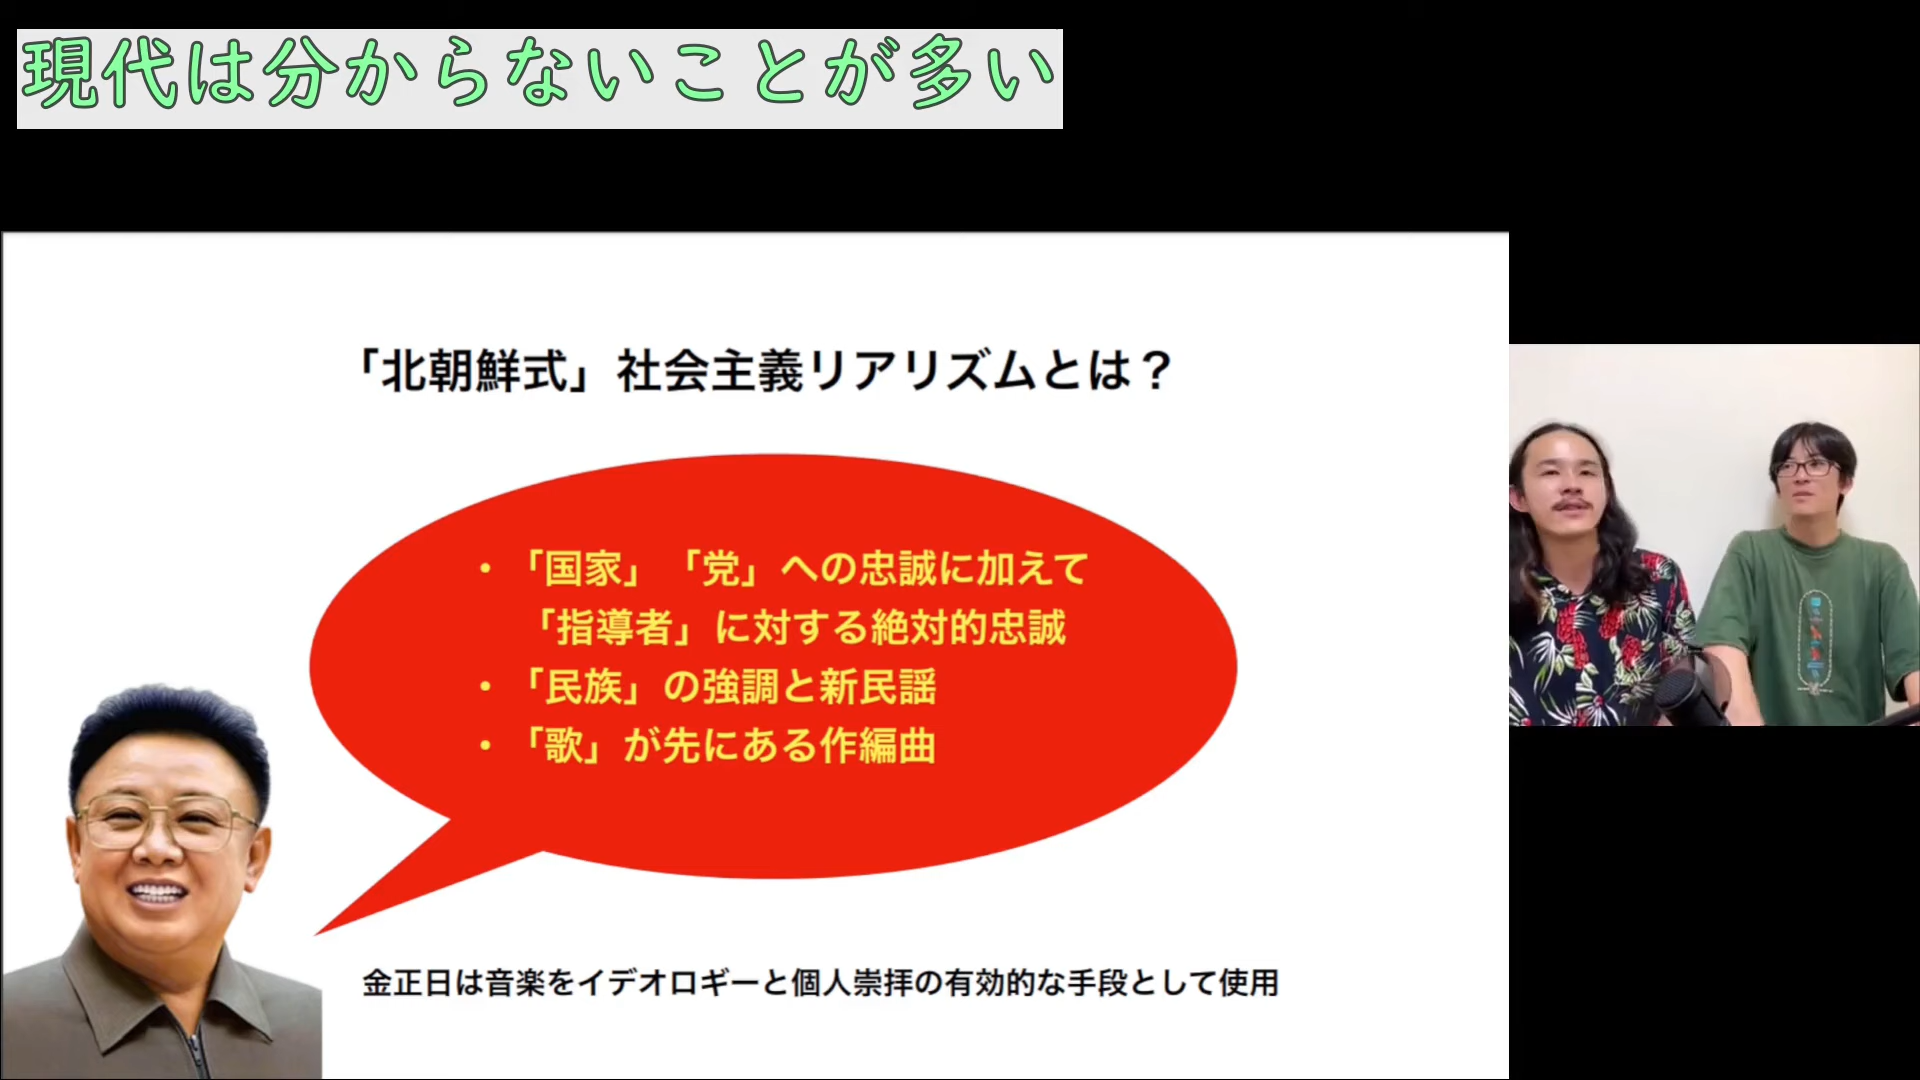 現代は分からないことが多い
「北朝鮮式」社会主義リアリズムとは？
・「国家」「党」への忠誠に加えて
「指導者」に対する絶対的忠誠
・「民族」の強調と新民謡
・「歌」が先にある作編曲
金正日は音楽をイデオロギーと個人崇拝の有効的な手段として使用